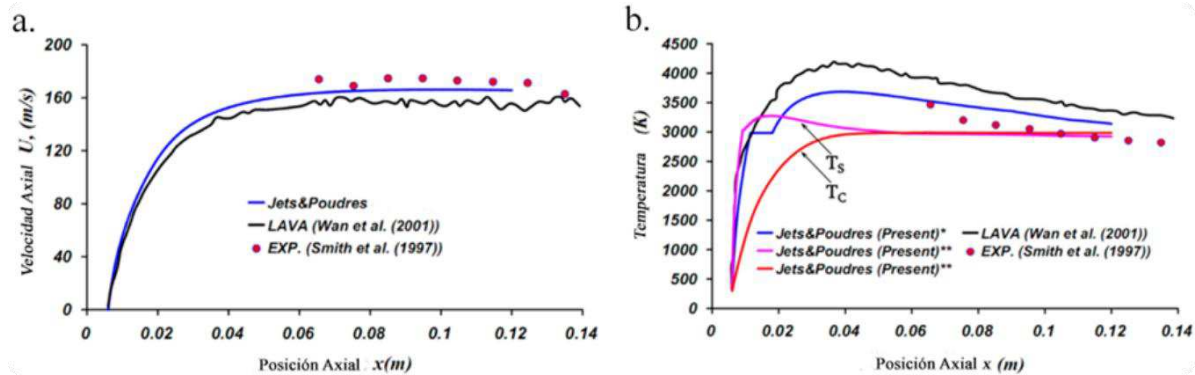 a.
Velocidad Axial U, (m/s)
200
160
120
80
40
0
0 0.02 0.04 0.06 0.08 0.1 0.12 0.14
Posición Axial x(m)
Jets&Poudres
LAVA (Wan et al. (2001))
EXP. (Smith et al. (1997))
b.
Temperatura (K)
4500
4000
3500
3000
2500
2000
1500
1000
500
0
0 0.02 0.04 0.06 0.08 0.1 0.12 0.14
Posición Axial x (m)
Ts
Tc
Jets&Poudres (Present)*
LAVA (Wan et al. (2001)
Jets&Poudres (Present)**
EXP. (Smith et al. (1997))
Jets&Poudres (Present)**